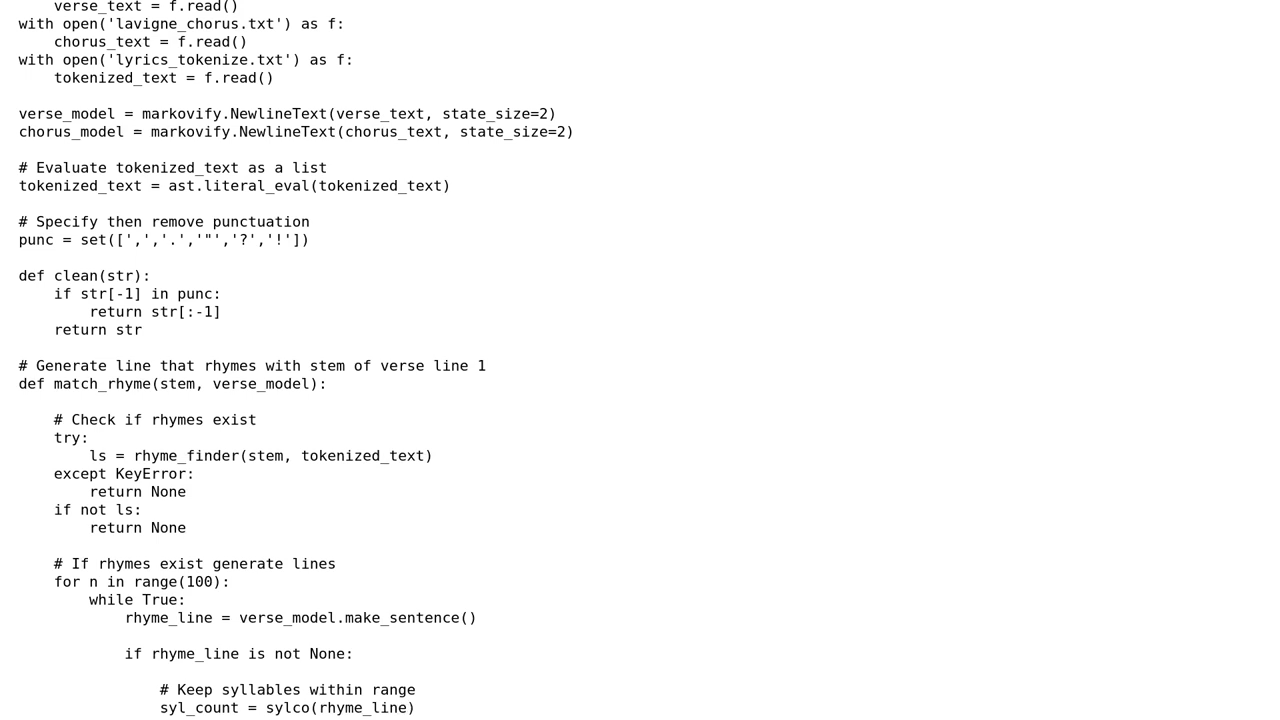 verse_text = f.read()
with open('lavigne_chorus.txt') as f:
    chorus_text = f.read()
with open('lyrics_tokenize.txt') as f:
    tokenized_text = f.read()

verse_model = markovify.NewlineText(verse_text, state_size=2)
chorus_model = markovify.NewlineText(chorus_text, state_size=2)

# Evaluate tokenized_text as a list
tokenized_text = ast.literal_eval(tokenized_text)

# Specify then remove punctuation
punc = set([',','.','"','?','!'])

def clean(str):
    if str[-1] in punc:
        return str[:-1]
    return str

# Generate line that rhymes with stem of verse line 1
def match_rhyme(stem, verse_model):

    # Check if rhymes exist
    try:
        ls = rhyme_finder(stem, tokenized_text)
    except KeyError:
        return None
    if not ls:
        return None

    # If rhymes exist generate lines
    for n in range(100):
        while True:
            rhyme_line = verse_model.make_sentence()

            if rhyme_line is not None:

                # Keep syllables within range
                syl_count = sylco(rhyme_line)